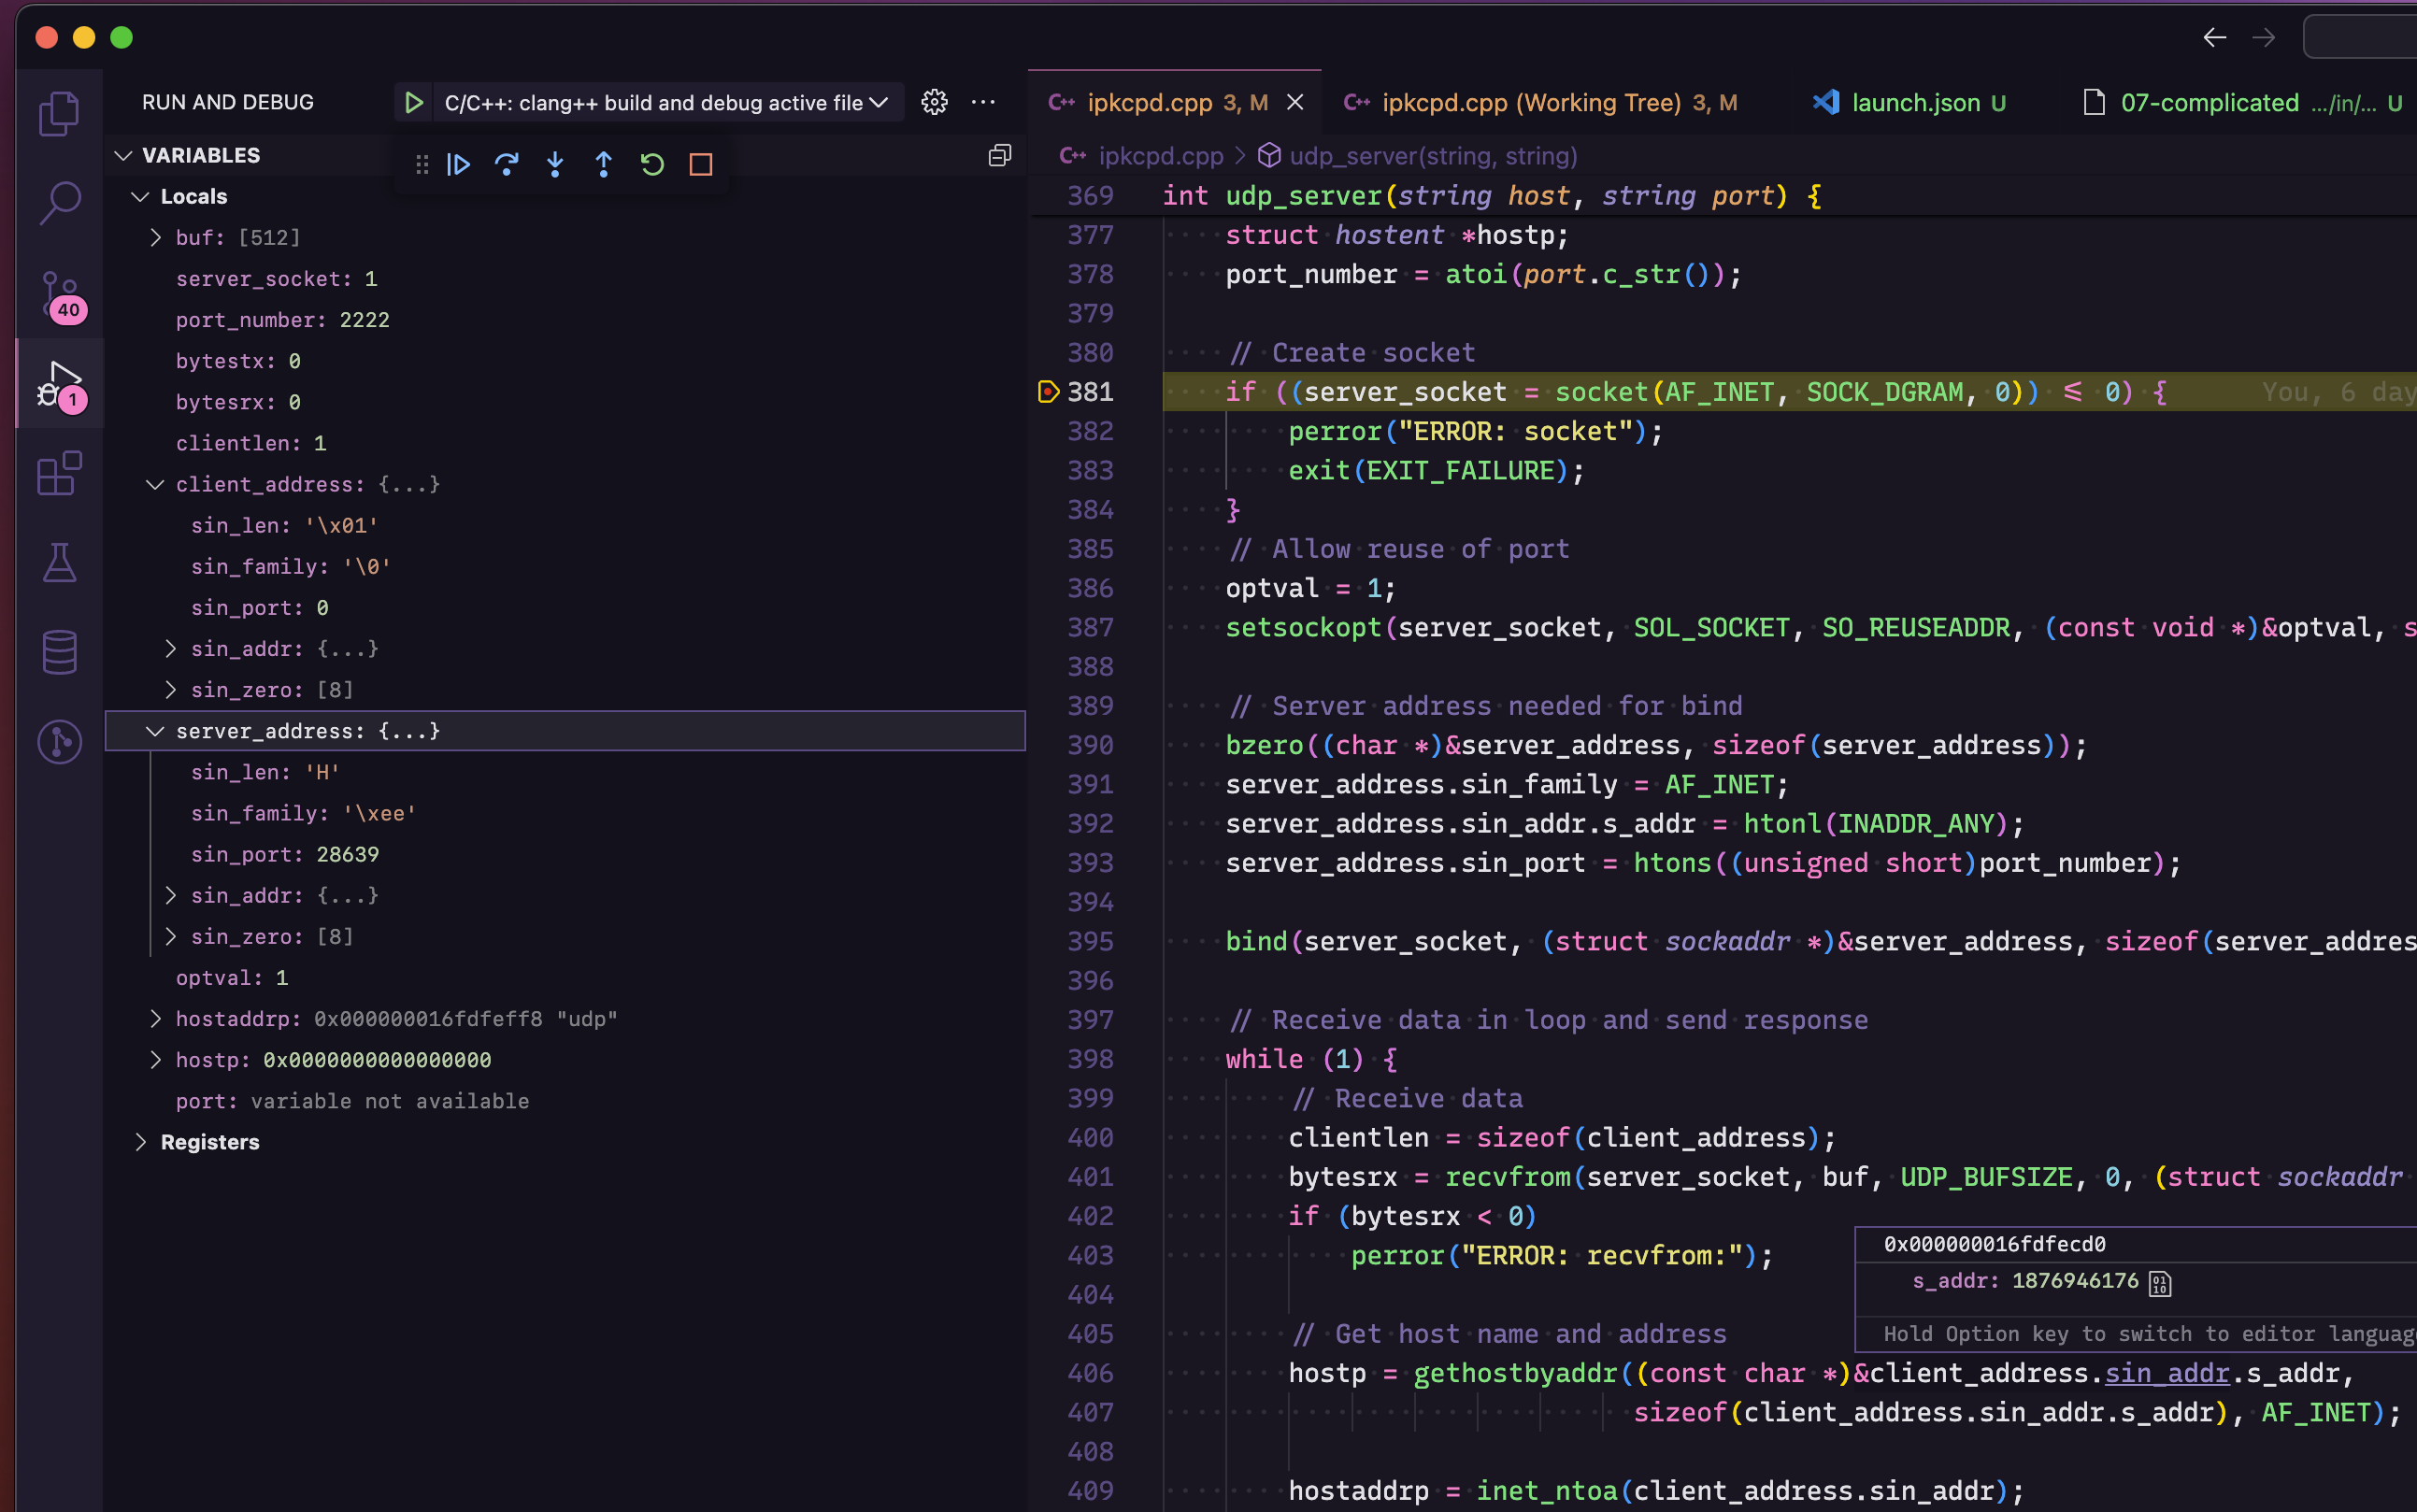 RUN AND DEBUG
C/C++: clang++ build and debug active file
VARIABLES
Locals
buf: [512]
server_socket: 1
port_number: 2222
bytestx: 0
bytesrx: 0
clientlen: 1
client_address: {...}
sin_len: '\x01'
sin_family: '\0'
sin_port: 0
sin_addr: {...}
sin_zero: [8]
server_address: {...}
sin_len: 'H'
sin_family: '\xee'
sin_port: 28639
sin_addr: {...}
sin_zero: [8]
optval: 1
hostaddrp: 0x000000016fdfeff8 "udp"
hostp: 0x0000000000000000
port: variable not available
Registers
40
1
C++ ipkcpd.cpp 3, M
C++ ipkcpd.cpp (Working Tree) 3, M
launch.json U
07-complicated .../in/... U
C++ ipkcpd.cpp > udp_server(string, string)
369 int udp_server(string host, string port) {
377 struct hostent *hostp;
378 port_number = atoi(port.c_str());
379
380 // Create socket
381 if ((server_socket = socket(AF_INET, SOCK_DGRAM, 0)) ≤ 0) { You, 6 day
382 perror("ERROR: socket");
383 exit(EXIT_FAILURE);
384 }
385 // Allow reuse of port
386 optval = 1;
387 setsockopt(server_socket, SOL_SOCKET, SO_REUSEADDR, (const void *)&optval, s
388
389 // Server address needed for bind
390 bzero((char *)&server_address, sizeof(server_address));
391 server_address.sin_family = AF_INET;
392 server_address.sin_addr.s_addr = htonl(INADDR_ANY);
393 server_address.sin_port = htons((unsigned short)port_number);
394
395 bind(server_socket, (struct sockaddr *)&server_address, sizeof(server_addres
396
397 // Receive data in loop and send response
398 while (1) {
399 // Receive data
400 clientlen = sizeof(client_address);
401 bytesrx = recvfrom(server_socket, buf, UDP_BUFSIZE, 0, (struct sockaddr
402 if (bytesrx < 0)
403 perror("ERROR: recvfrom:");
404
405 // Get host name and address
406 hostp = gethostbyaddr((const char *)&client_address.sin_addr.s_addr,
407 sizeof(client_address.sin_addr.s_addr), AF_INET);
408
409 hostaddrp = inet_ntoa(client_address.sin_addr);
0x000000016fdfecd0
s_addr: 1876946176
Hold Option key to switch to editor languag